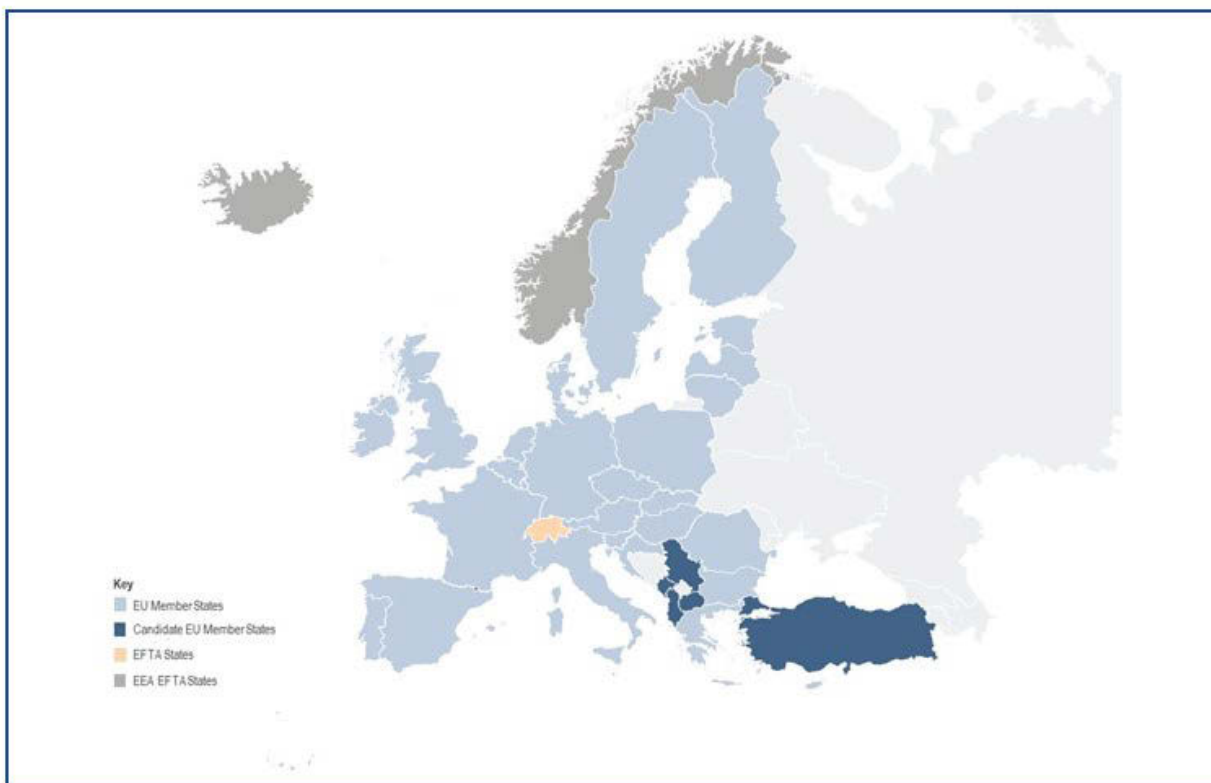 Key
EU Member States
Candidate EU Member States
EFTA States
EEA EFTA States